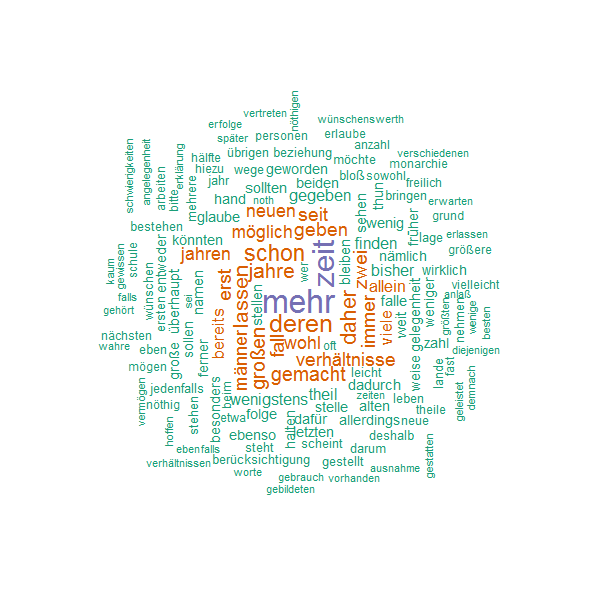 nöthigen
vertreten
wünschenswerth
erfolge
später
personen
erlaube
anzahl
schwierigkeiten
angelegenheit
arbeiten
bitte
erklärung
mehrere
hälfte
hiezu
jahr
übrigen
wege
beziehung
geworden
möchte
bloß
sowohl
verschiedenen
monarchie
freilich
sollten
beiden
gegeben
thun
bringen
erwarten
hand
noth
glaube
neuen
seit
sehen
wenig
früher
grund
bestehen
könnten
möglich
geben
finden
lage
erlassen
größere
kaum
gewissen
schule
wünschen
entweder
jahren
schon
zeit
bleiben
zwei
nämlich
bisher
wirklich
falls
gehört
ersten
überhaupt
sei
namen
erst
jahre
wer
allein
weniger
vielleicht
anlaß
stellen
mehr
daher
immer
falle
weit
gelegenheit
größten
nehmen
wenige
besten
nächsten
wahre
eben
sollen
bereits
männer
lassen
großen
fall
deren
wohl
oft
viele
zahl
diejenigen
große
ferner
verhältnisse
weise
mögen
jedenfalls
gemacht
leicht
dadurch
lande
fast
geleistet
demnach
vermögen
nöthig
stehen
besonders
beim
wenigstens
theil
zeiten
leben
stelle
alten
theile
hoffen
etwa
folge
dafür
allerdings
neue
ebenso
halten
letzten
deshalb
ebenfalls
steht
scheint
darum
gestatten
verhältnissen
berücksichtigung
gestellt
ausnahme
worte
gebrauch
vorhanden
gebildeten